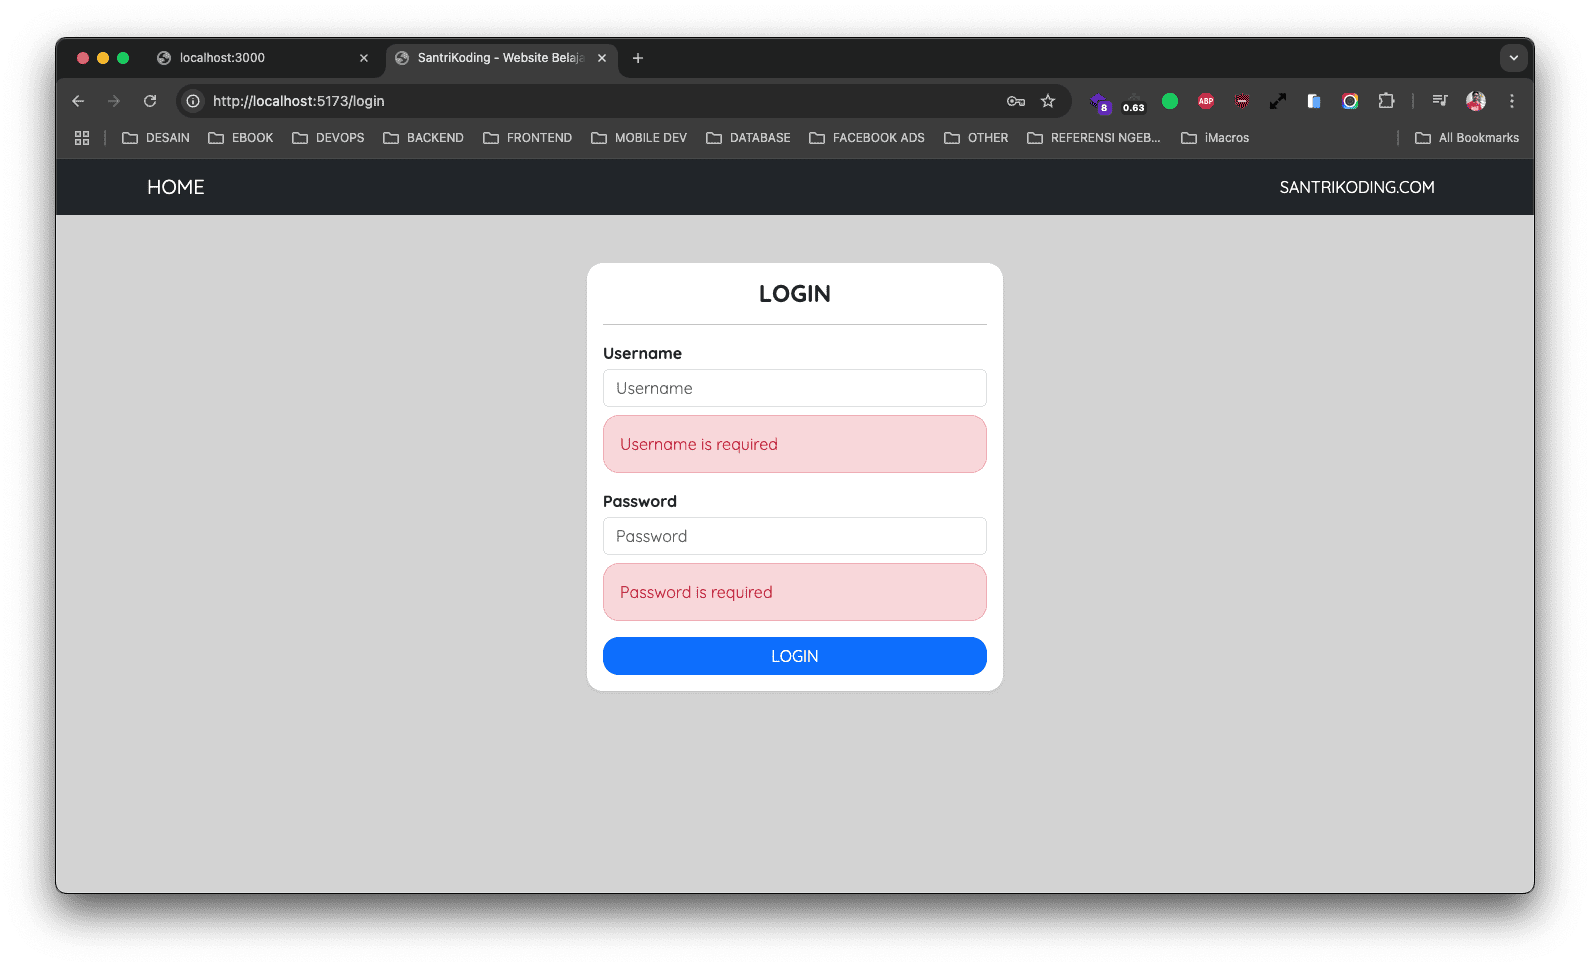 localhost:3000
SantriKoding - Website Belaja
http://localhost:5173/login
8
0.63
ABP
DESAIN
EBOOK
DEVOPS
BACKEND
FRONTEND
MOBILE DEV
DATABASE
FACEBOOK ADS
OTHER
REFERENSI NGEB...
iMacros
All Bookmarks
HOME
SANTRIKODING.COM
LOGIN
Username
Username
Username is required
Password
Password
Password is required
LOGIN